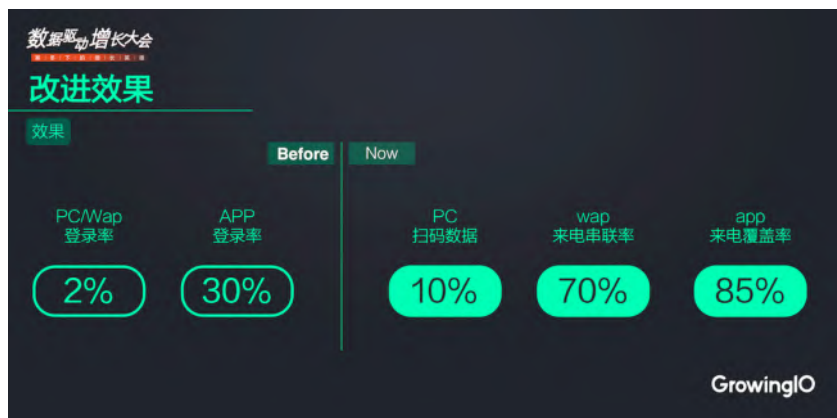 数据驱动增长大会
改进效果
效果
Before
Now
PC/Wap
登录率
2%
APP
登录率
30%
PC
扫码数据
10%
wap
来电串联率
70%
app
来电覆盖率
85%
GrowingIO